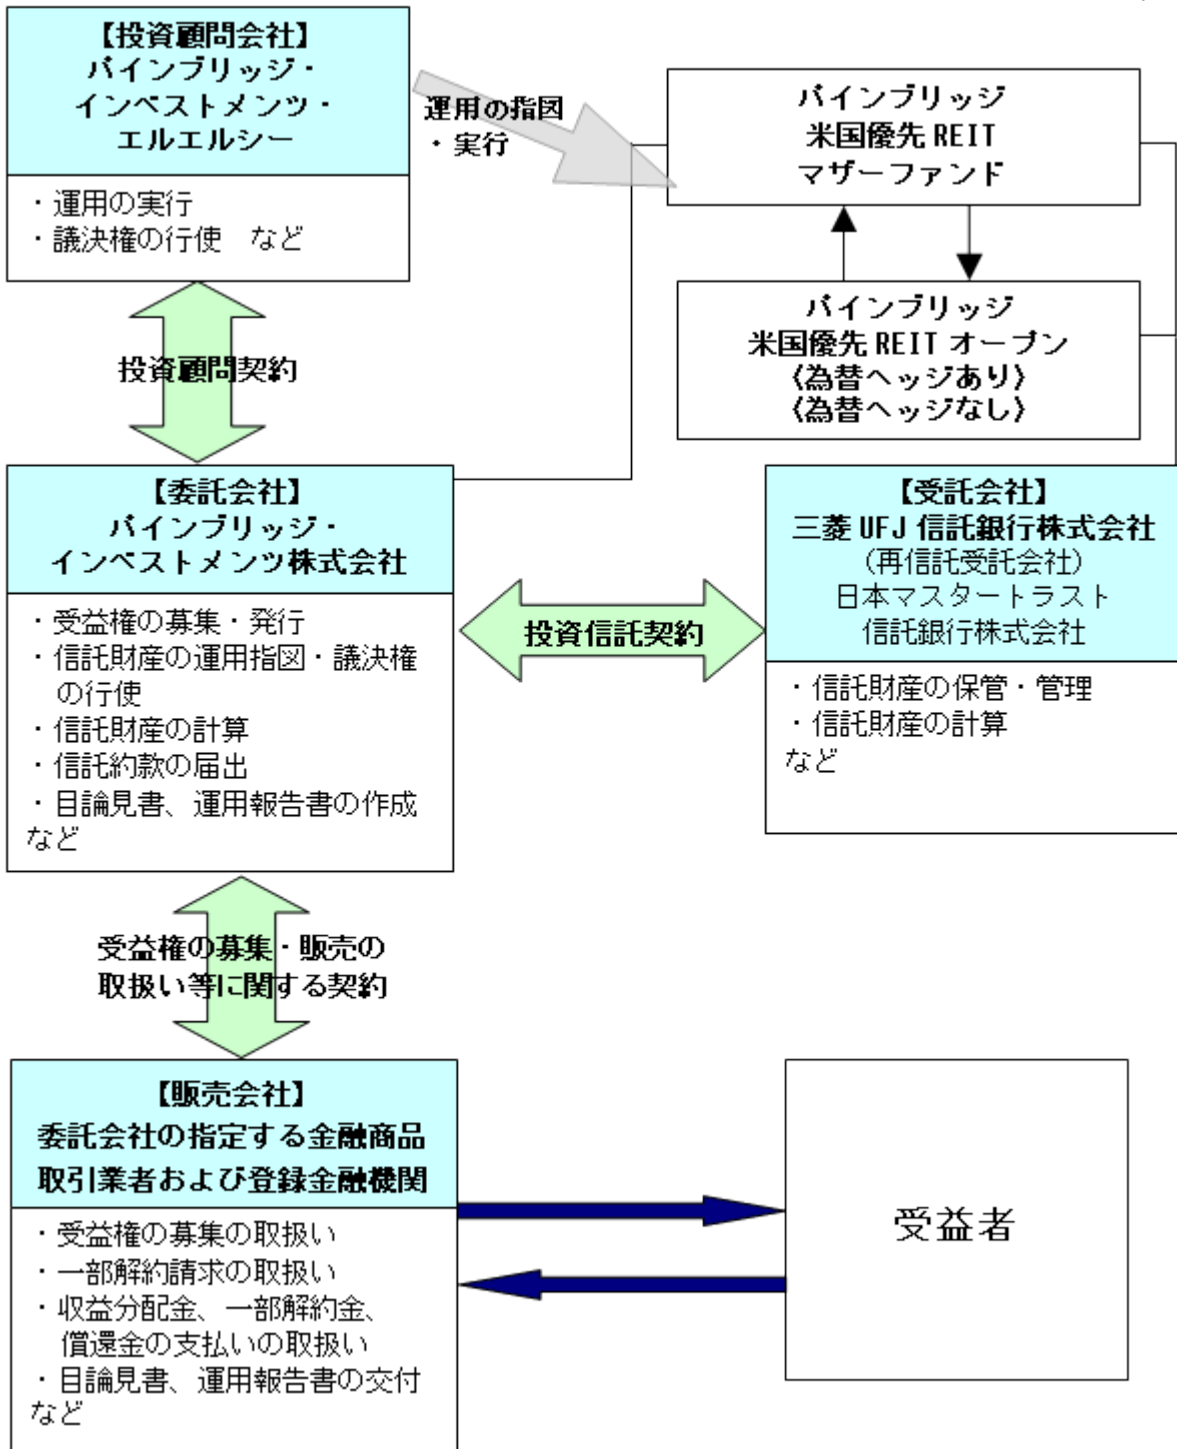 【投資顧問会社】
パインブリッジ・
インベストメンツ・
エルエルシー
・運用の実行
・議決権の行使　など
運用の指図
・実行
パインブリッジ
米国優先REIT
マザーファンド
パインブリッジ
米国優先REITオープン
〈為替ヘッジあり〉
〈為替ヘッジなし〉
投資顧問契約
【委託会社】
パインブリッジ・
インベストメンツ株式会社
・受益権の募集・発行
・信託財産の運用指図・議決権
の行使
・信託財産の計算
・信託約款の届出
・目論見書、運用報告書の作成
など
投資信託契約
【受託会社】
三菱UFJ信託銀行株式会社
（再信託受託会社）
日本マスタートラスト
信託銀行株式会社
・信託財産の保管・管理
・信託財産の計算
など
受益権の募集・販売の
取扱い等に関する契約
【販売会社】
委託会社の指定する金融商品
取引業者および登録金融機関
・受益権の募集の取扱い
・一部解約請求の取扱い
・収益分配金、一部解約金、
償還金の支払いの取扱い
・目論見書、運用報告書の交付
など
受益者